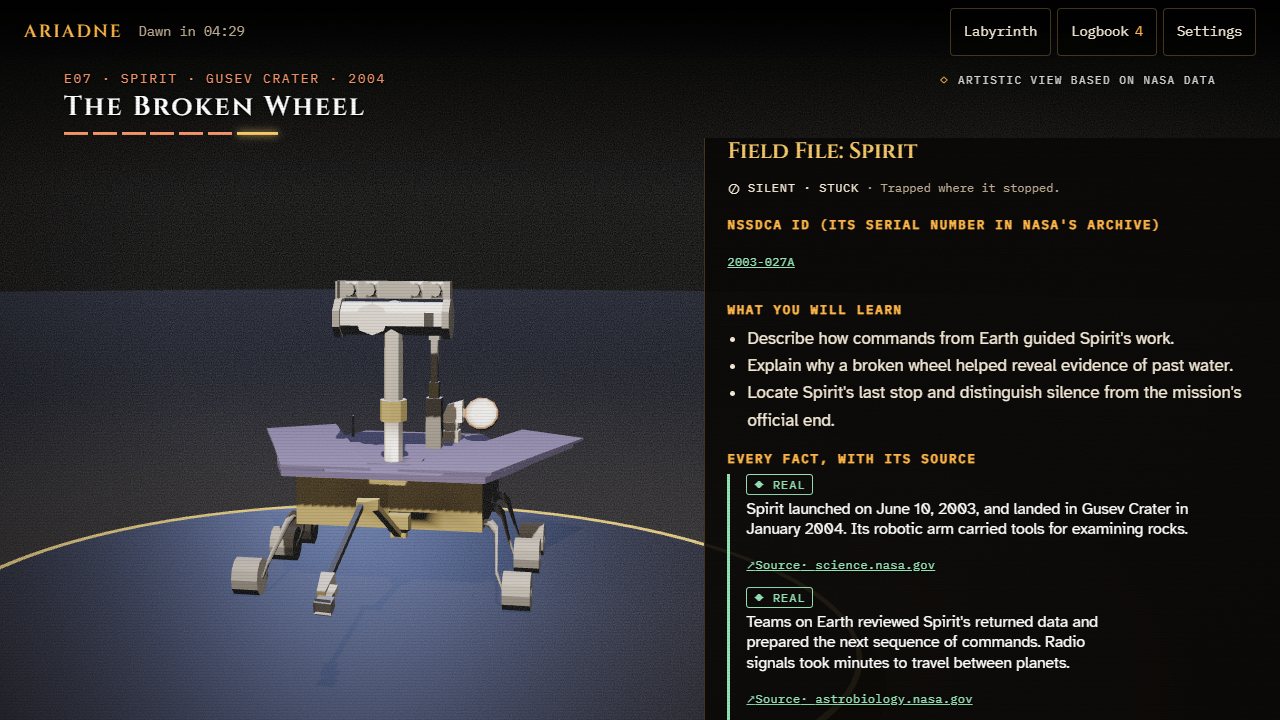 ARIADNE Dawn in 04:29 Labyrinth Logbook 4 Settings
E07 · SPIRIT · GUSEV CRATER · 2004
The Broken Wheel
◇ ARTISTIC VIEW BASED ON NASA DATA
Field File: Spirit
SILENT · STUCK · Trapped where it stopped.
NSSDCA ID (ITS SERIAL NUMBER IN NASA'S ARCHIVE)
2003-027A
WHAT YOU WILL LEARN
• Describe how commands from Earth guided Spirit's work.
• Explain why a broken wheel helped reveal evidence of past water.
• Locate Spirit's last stop and distinguish silence from the mission's
official end.
EVERY FACT, WITH ITS SOURCE
◆ REAL
Spirit launched on June 10, 2003, and landed in Gusev Crater in
January 2004. Its robotic arm carried tools for examining rocks.
↗Source· science.nasa.gov
◆ REAL
Teams on Earth reviewed Spirit's returned data and
prepared the next sequence of commands. Radio
signals took minutes to travel between planets.
↗Source· astrobiology.nasa.gov